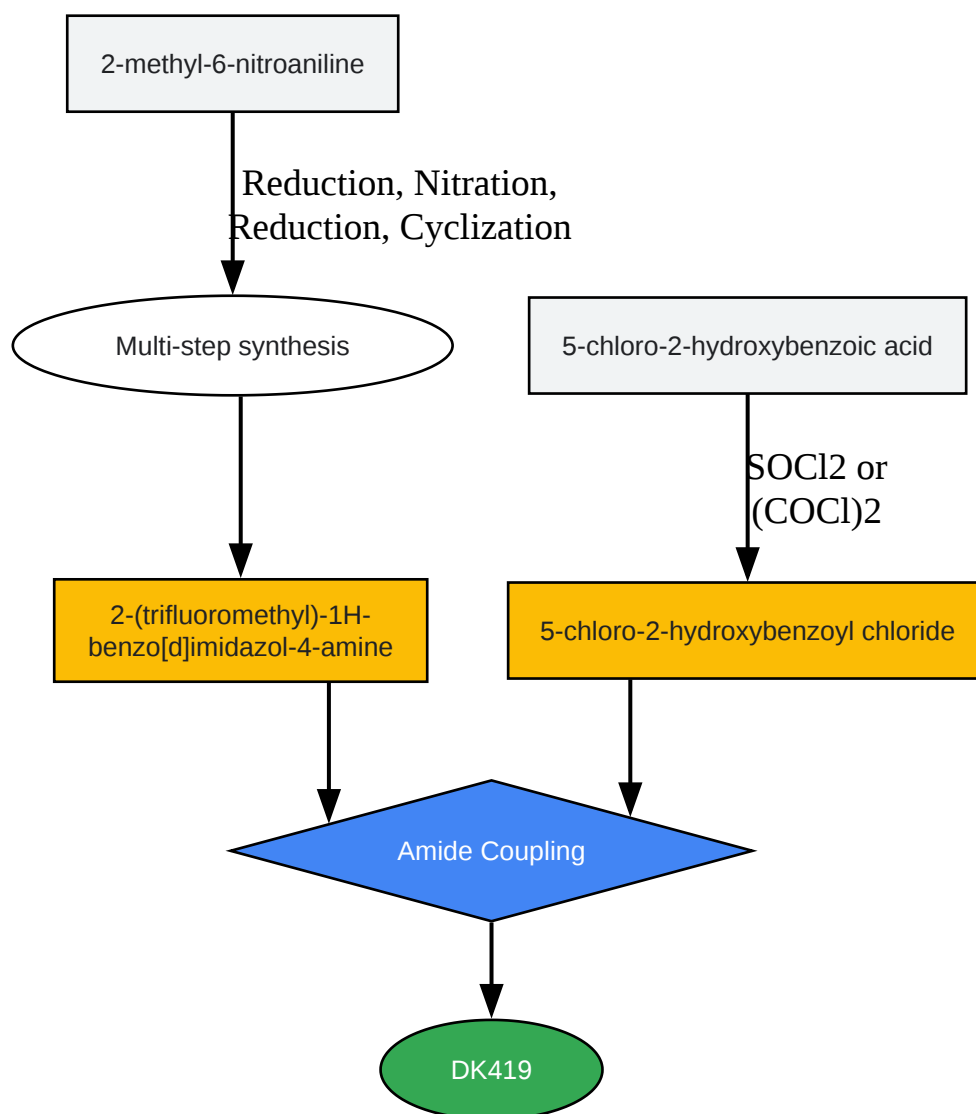 2-methyl-6-nitroaniline
Reduction, Nitration,
Reduction, Cyclization
Multi-step synthesis
5-chloro-2-hydroxybenzoic acid
SOCl2 or
(COCl)2
2-(trifluoromethyl)-1H-
benzo[d]imidazol-4-amine
5-chloro-2-hydroxybenzoyl chloride
Amide Coupling
DK419